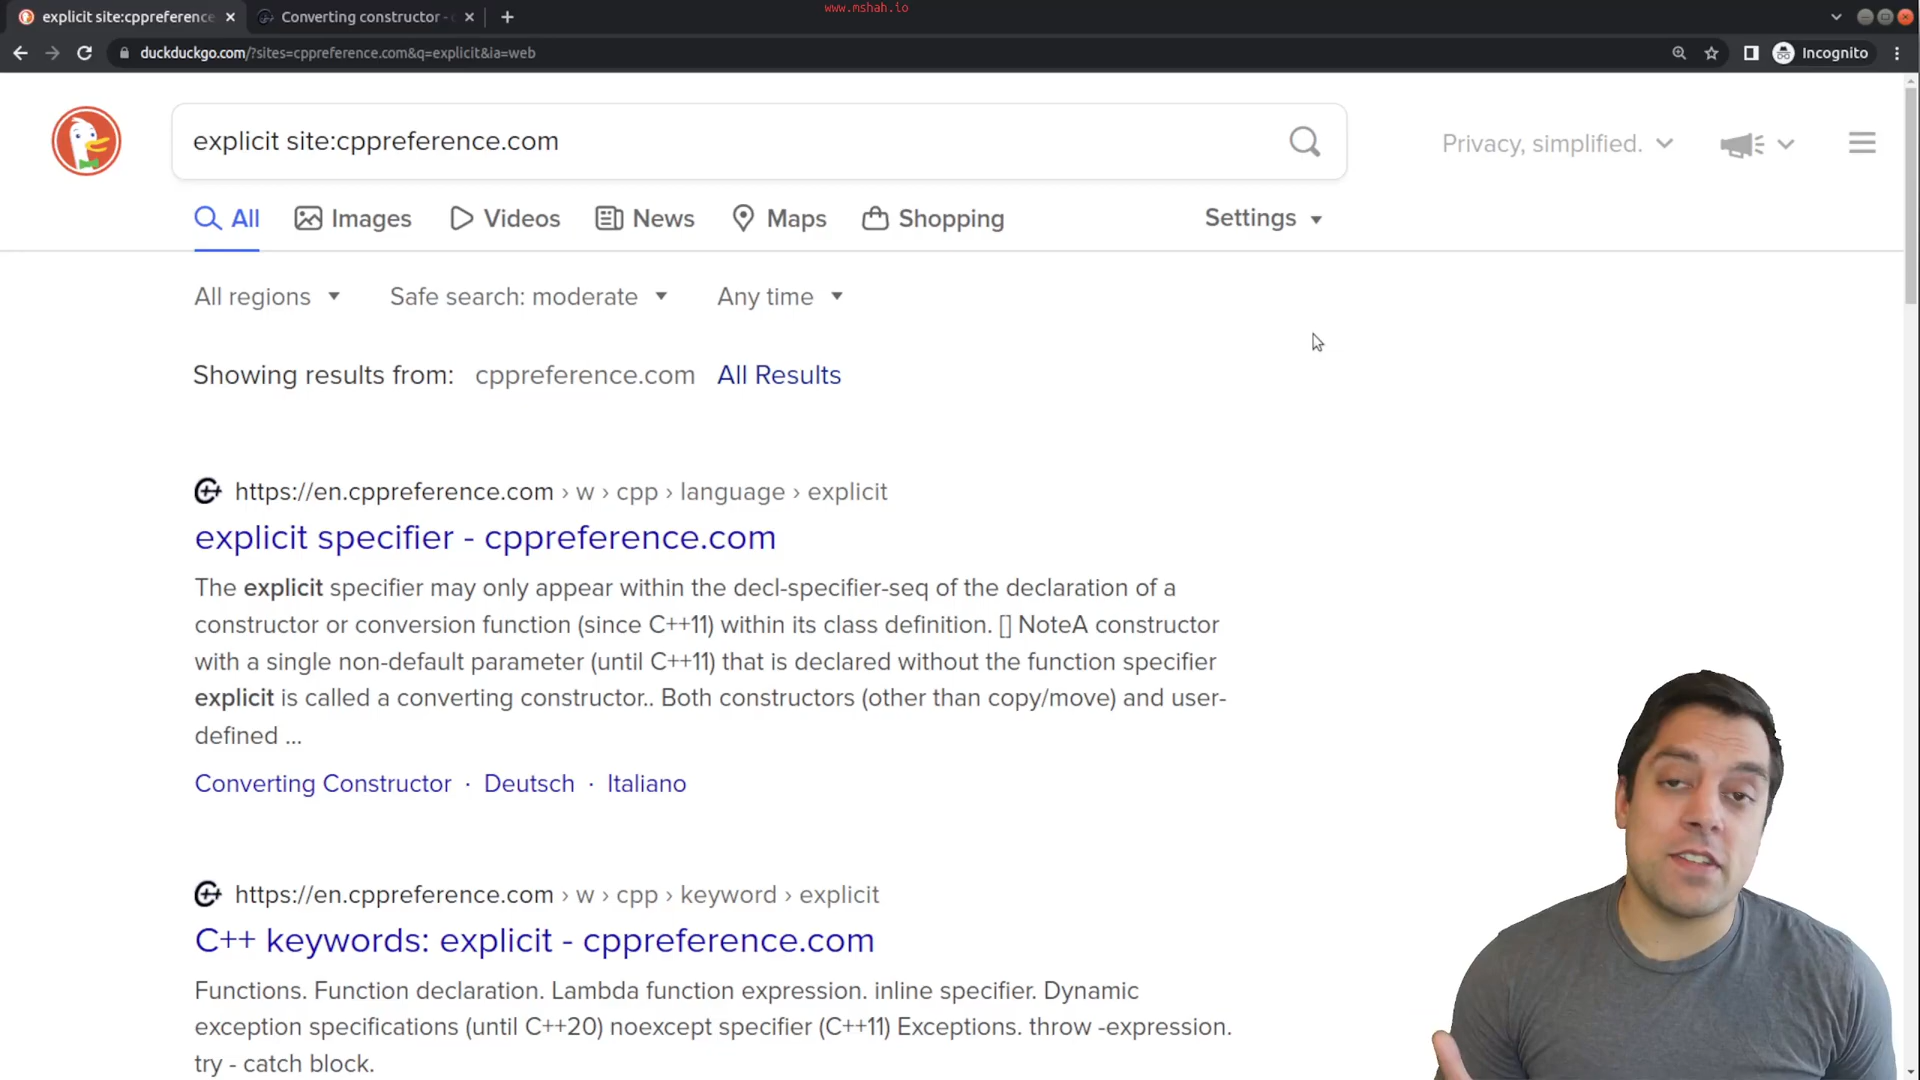 www.mshah.io
explicit site:cppreference
Converting constructor -
duckduckgo.com/?sites=cppreference.com&q=explicit&ia=web
Incognito
explicit site:cppreference.com
Privacy, simplified.
All Images Videos News Maps Shopping Settings
All regions Safe search: moderate Any time
Showing results from: cppreference.com All Results
https://en.cppreference.com › w › cpp › language › explicit
explicit specifier - cppreference.com
The explicit specifier may only appear within the decl-specifier-seq of the declaration of a
constructor or conversion function (since C++11) within its class definition. [] NoteA constructor
with a single non-default parameter (until C++11) that is declared without the function specifier
explicit is called a converting constructor.. Both constructors (other than copy/move) and user-
defined ...
Converting Constructor · Deutsch · Italiano
https://en.cppreference.com › w › cpp › keyword › explicit
C++ keywords: explicit - cppreference.com
Functions. Function declaration. Lambda function expression. inline specifier. Dynamic
exception specifications (until C++20) noexcept specifier (C++11) Exceptions. throw -expression.
try - catch block.